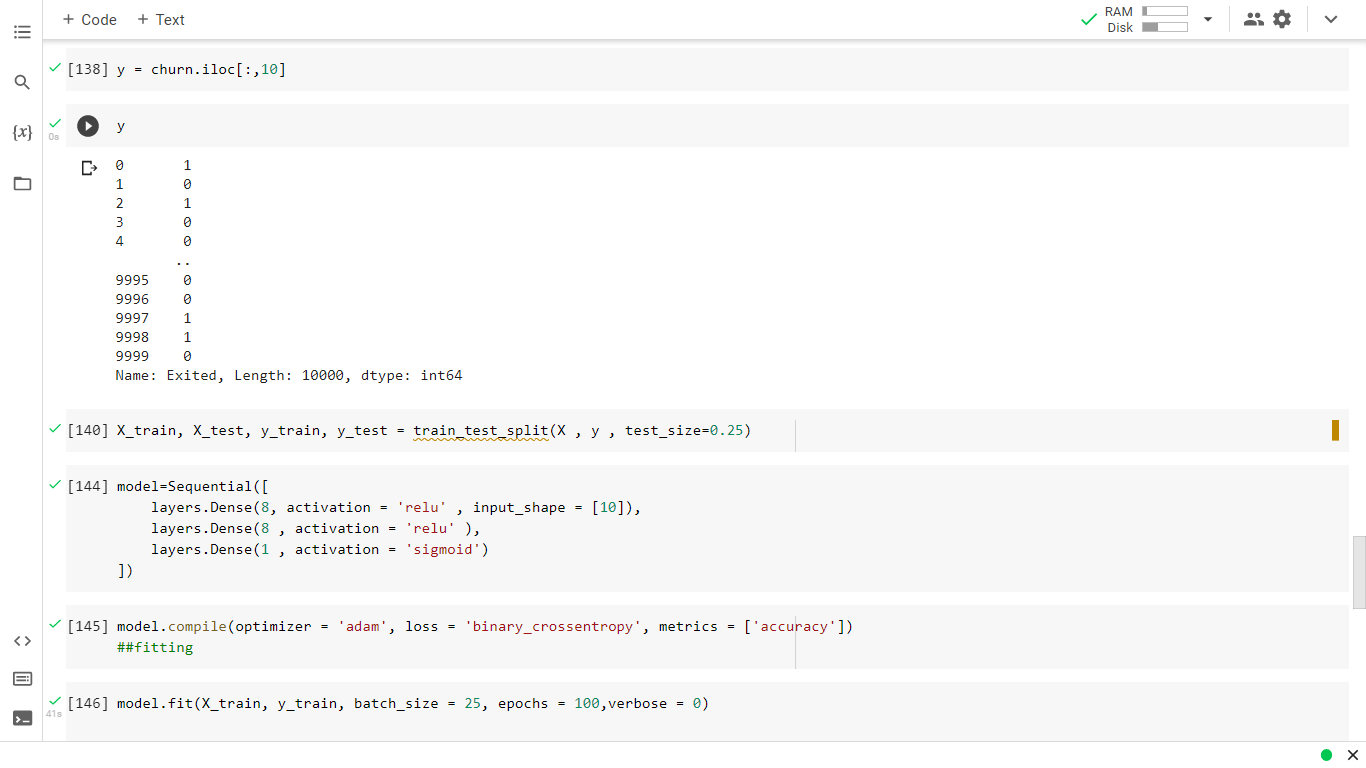 + Code + Text
RAM
Disk
{x}
[138] y = churn.iloc[:,10]
0s
y
0 1
1 0
2 1
3 0
4 0
..
9995 0
9996 0
9997 1
9998 1
9999 0
Name: Exited, Length: 10000, dtype: int64
[140] X_train, X_test, y_train, y_test = train_test_split(X , y , test_size=0.25)
[144] model=Sequential([
layers.Dense(8, activation = 'relu' , input_shape = [10]),
layers.Dense(8 , activation = 'relu' ),
layers.Dense(1 , activation = 'sigmoid')
])
[145] model.compile(optimizer = 'adam', loss = 'binary_crossentropy', metrics = ['accuracy'])
##fitting
41s
[146] model.fit(X_train, y_train, batch_size = 25, epochs = 100,verbose = 0)